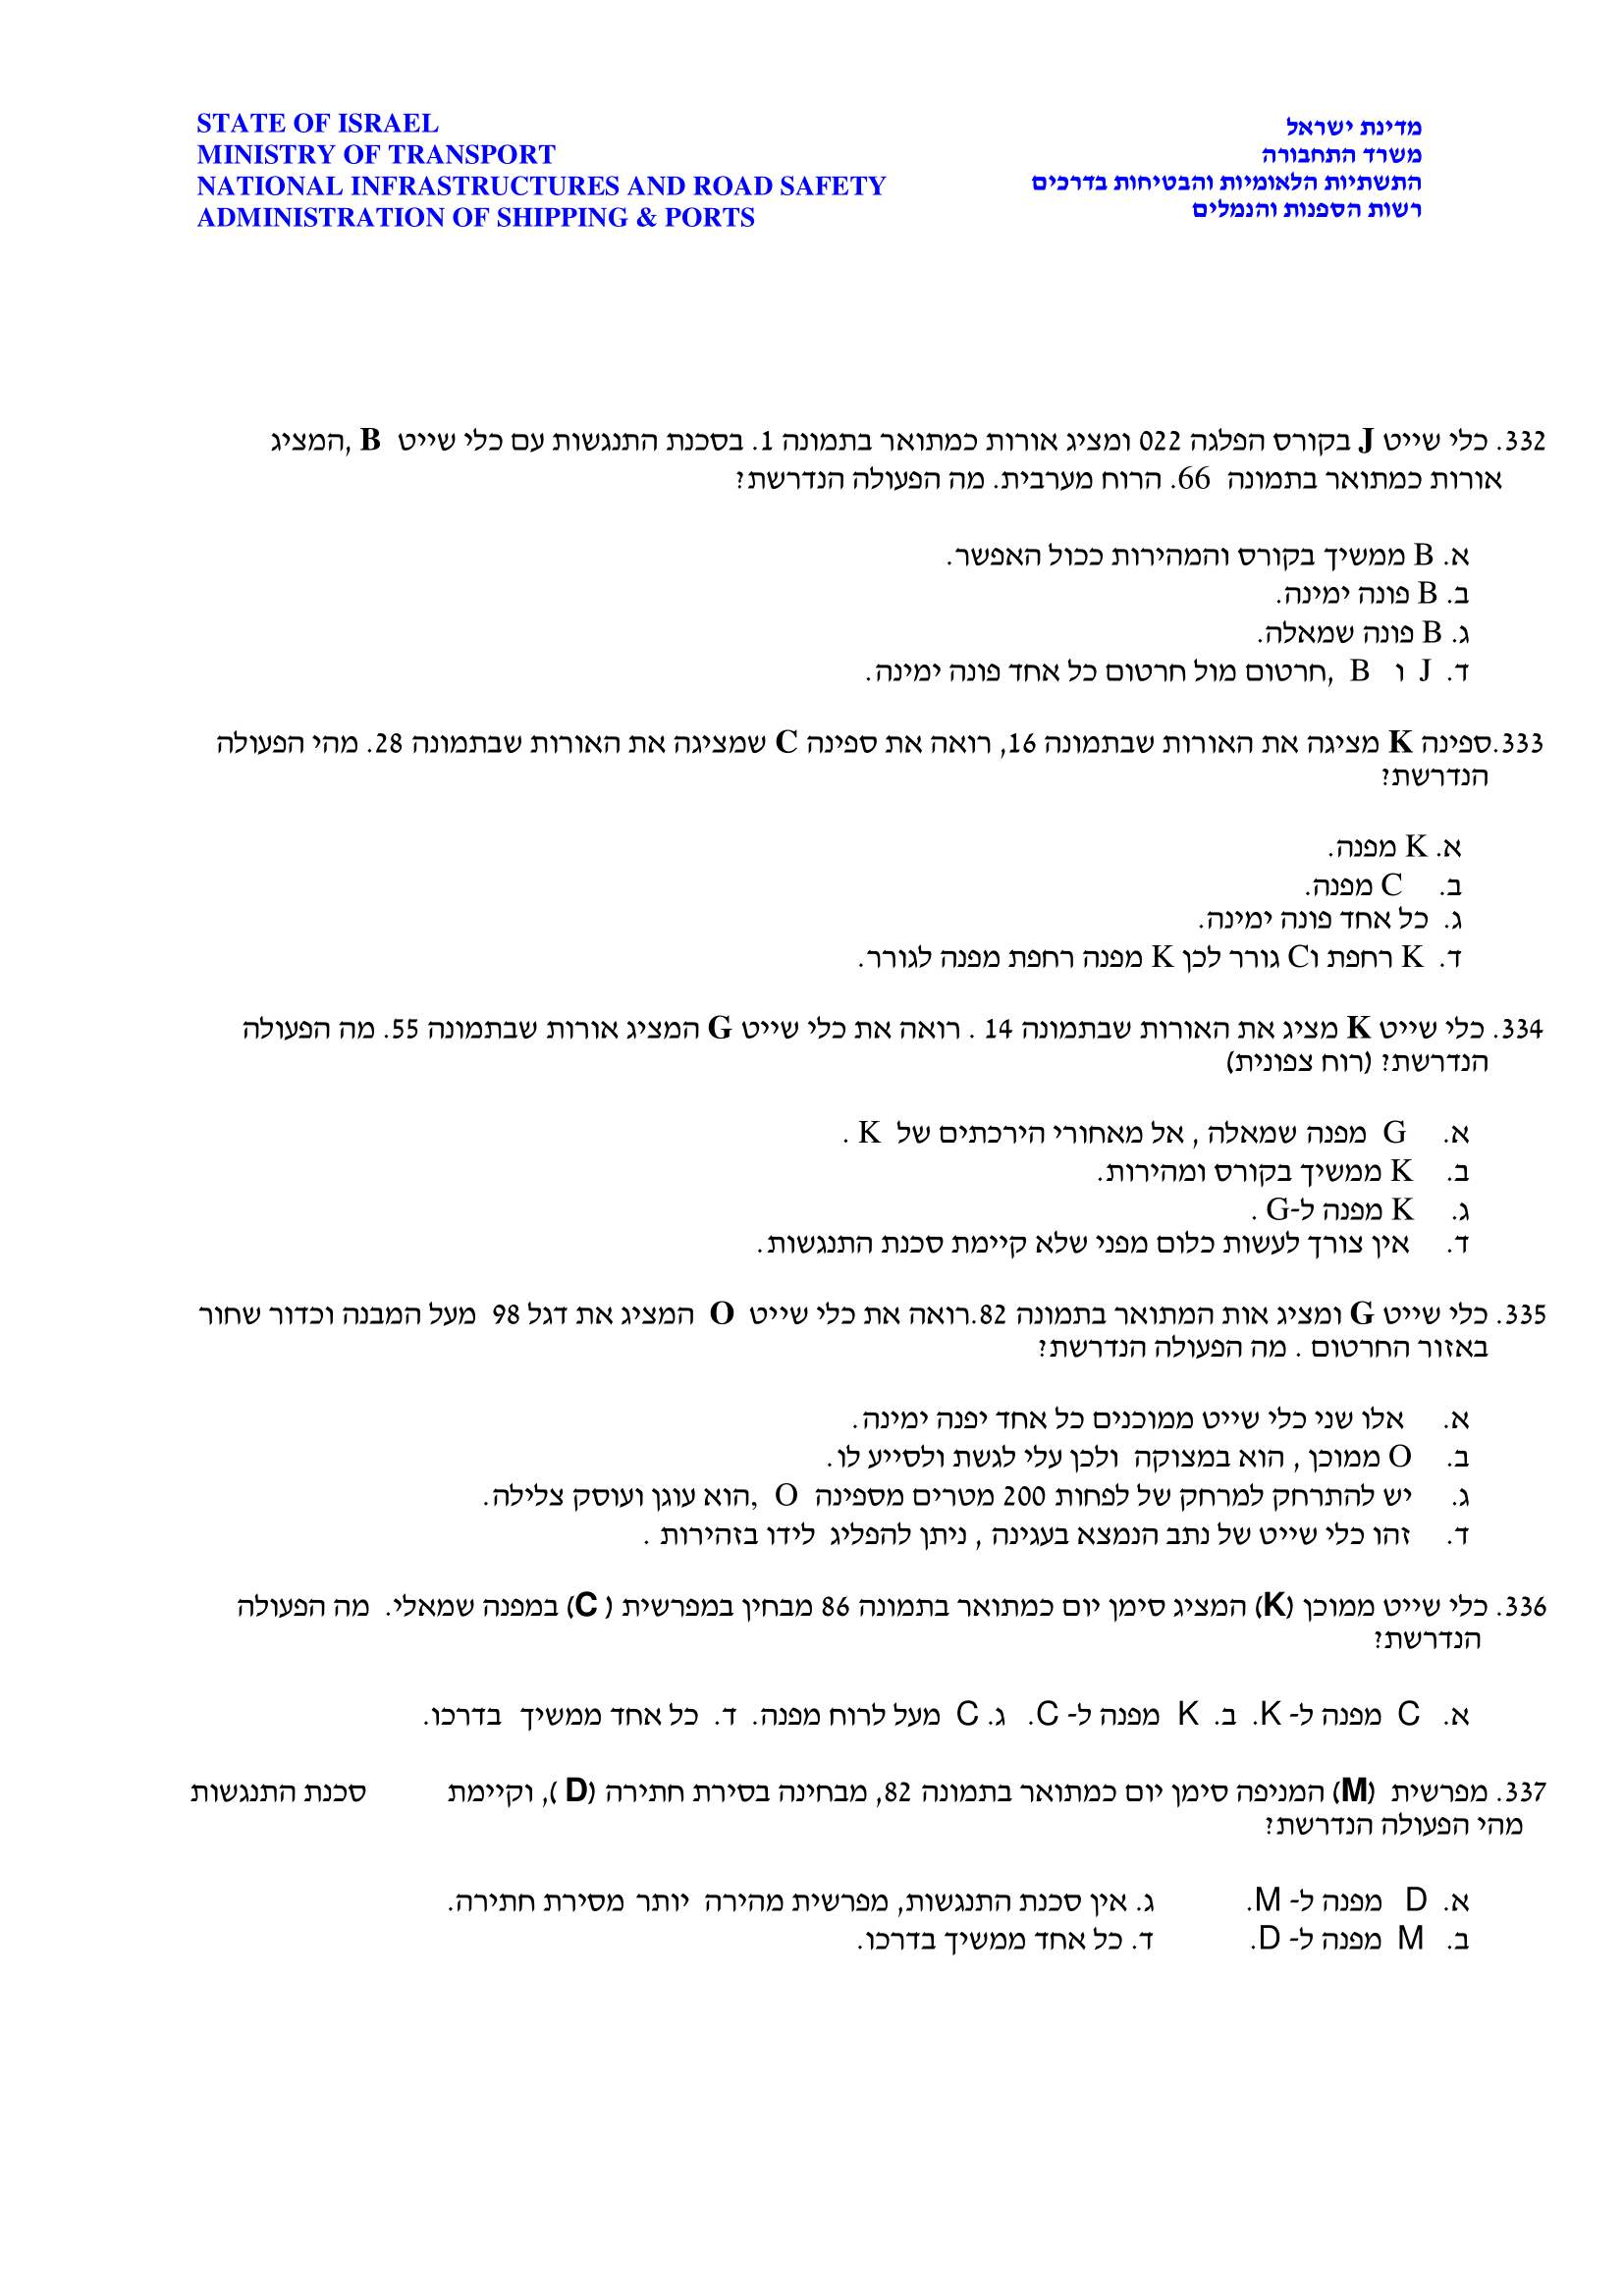 STATE OF ISRAEL
MINISTRY OF TRANSPORT
NATIONAL INFRASTRUCTURES AND ROAD SAFETY
ADMINISTRATION OF SHIPPING & PORTS
מדינת ישראל
משרד התחבורה
התשתיות הלאומיות והבטיחות בדרכים
רשות הספנות והנמלים
332. כלי שייט J בקורס הפלגה 022 ומציג אורות כמתואר בתמונה 1. בסכנת התנגשות עם כלי שייט B ,המציג
אורות כמתואר בתמונה 66. הרוח מערבית. מה הפעולה הנדרשת?
א. B ממשיך בקורס והמהירות ככול האפשר.
ב. B פונה ימינה.
ג. B פונה שמאלה.
ד. J ו B ,חרטום מול חרטום כל אחד פונה ימינה.
333.ספינה K מציגה את האורות שבתמונה 16, רואה את ספינה C שמציגה את האורות שבתמונה 28. מהי הפעולה
הנדרשת?
א. K מפנה.
ב. C מפנה.
ג. כל אחד פונה ימינה.
ד. K רחפת וC גורר לכן K מפנה רחפת מפנה לגורר.
334. כלי שייט K מציג את האורות שבתמונה 14 . רואה את כלי שייט G המציג אורות שבתמונה 55. מה הפעולה
הנדרשת? (רוח צפונית)
א. G מפנה שמאלה , אל מאחורי הירכתים של K .
ב. K ממשיך בקורס ומהירות.
ג. K מפנה ל-G .
ד. אין צורך לעשות כלום מפני שלא קיימת סכנת התנגשות.
335. כלי שייט G ומציג אות המתואר בתמונה 82.רואה את כלי שייט O המציג את דגל 98 מעל המבנה וכדור שחור
באזור החרטום . מה הפעולה הנדרשת?
א. אלו שני כלי שייט ממוכנים כל אחד יפנה ימינה.
ב. O ממוכן , הוא במצוקה ולכן עלי לגשת ולסייע לו.
ג. יש להתרחק למרחק של לפחות 200 מטרים מספינה O ,הוא עוגן ועוסק צלילה.
ד. זהו כלי שייט של נתב הנמצא בעגינה , ניתן להפליג לידו בזהירות .
336. כלי שייט ממוכן (K) המציג סימן יום כמתואר בתמונה 86 מבחין במפרשית ( C) במפנה שמאלי. מה הפעולה
הנדרשת?
א. C מפנה ל- K. ב. K מפנה ל- C. ג. C מעל לרוח מפנה. ד. כל אחד ממשיך בדרכו.
337. מפרשית (M) המניפה סימן יום כמתואר בתמונה 82, מבחינה בסירת חתירה (D ), וקיימת סכנת התנגשות
מהי הפעולה הנדרשת?
א. D מפנה ל- M. ג. אין סכנת התנגשות, מפרשית מהירה יותר מסירת חתירה.
ב. M מפנה ל- D. ד. כל אחד ממשיך בדרכו.